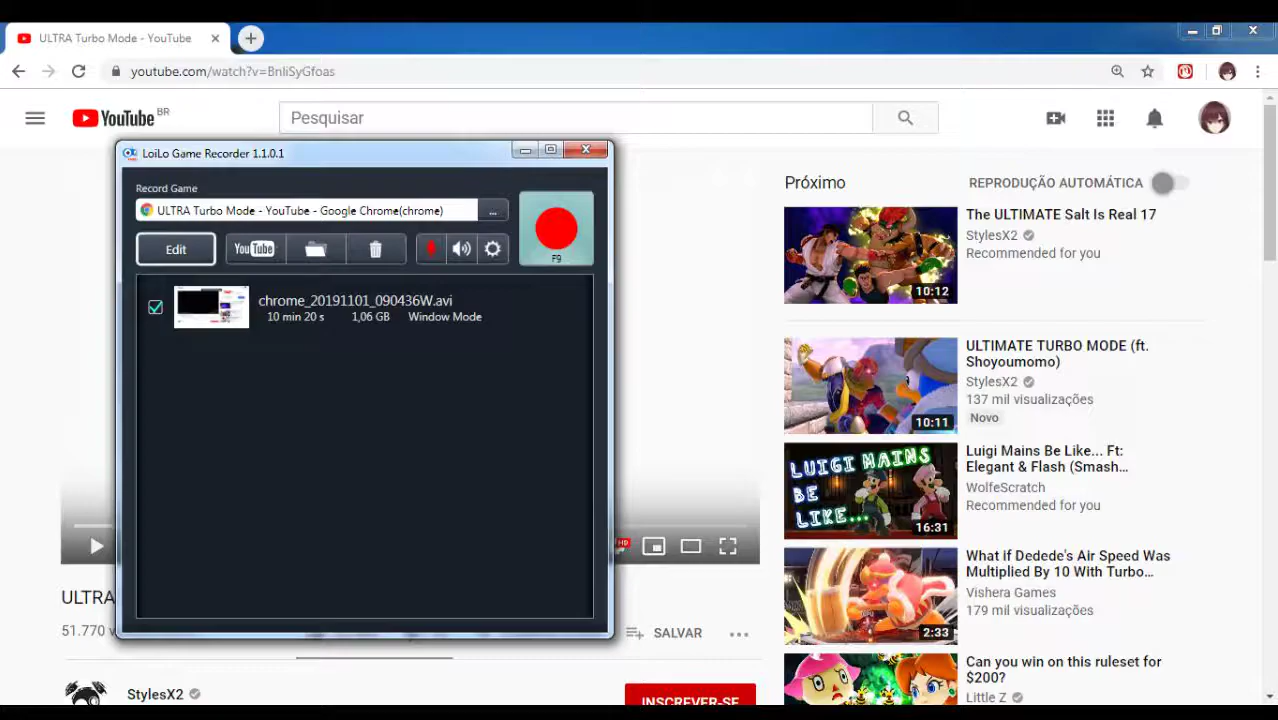 ULTRA Turbo Mode - YouTube
youtube.com/watch?v=BnliSyGfoas
YouTube BR
Pesquisar
LoiLo Game Recorder 1.1.0.1
Record Game
ULTRA Turbo Mode - YouTube - Google Chrome(chrome)
...
F9
Edit
YouTube
chrome_20191101_090436W.avi
10 min 20 s 1,06 GB Window Mode
HD
ULTRA
51.770
SALVAR
StylesX2
INSCREVER-SE
Próximo
REPRODUÇÃO AUTOMÁTICA
10:12
The ULTIMATE Salt Is Real 17
StylesX2
Recommended for you
10:11
ULTIMATE TURBO MODE (ft.
Shoyoumomo)
StylesX2
137 mil visualizações
Novo
LUIGI MAINS
BE
LIKE...
16:31
Luigi Mains Be Like... Ft:
Elegant & Flash (Smash...
WolfeScratch
Recommended for you
2:33
What if Dedede's Air Speed Was
Multiplied By 10 With Turbo...
Vishera Games
179 mil visualizações
Can you win on this ruleset for
$200?
Little Z